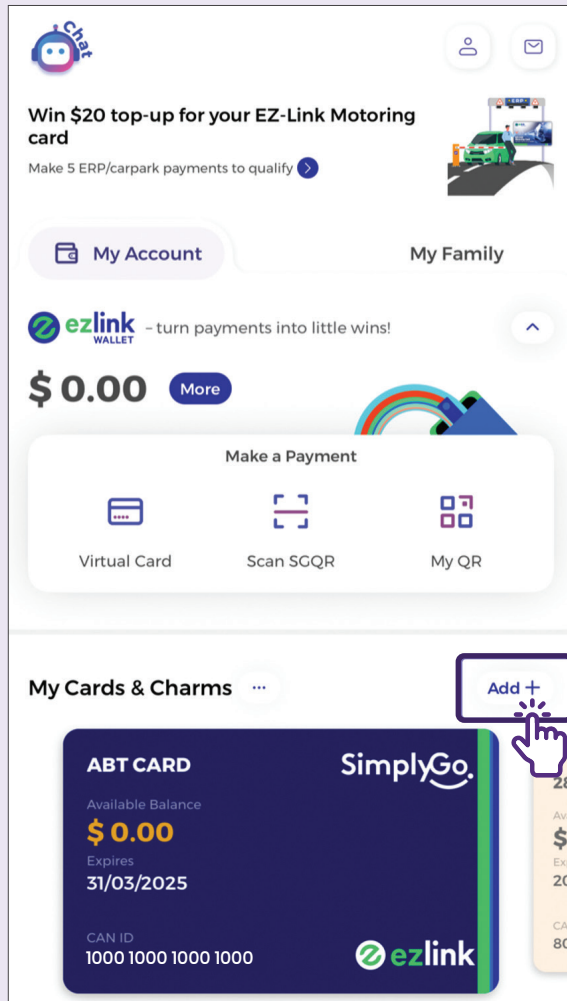 Chat
Win $20 top-up for your EZ-Link Motoring
card
Make 5 ERP/carpark payments to qualify
ERP
My Account
My Family
ezlink
WALLET
– turn payments into little wins!
$ 0.00
More
Make a Payment
Virtual Card
Scan SGQR
My QR
My Cards & Charms
Add +
ABT CARD
SimplyGo.
Available Balance
$ 0.00
Expires
31/03/2025
CAN ID
1000 1000 1000 1000
ezlink
$